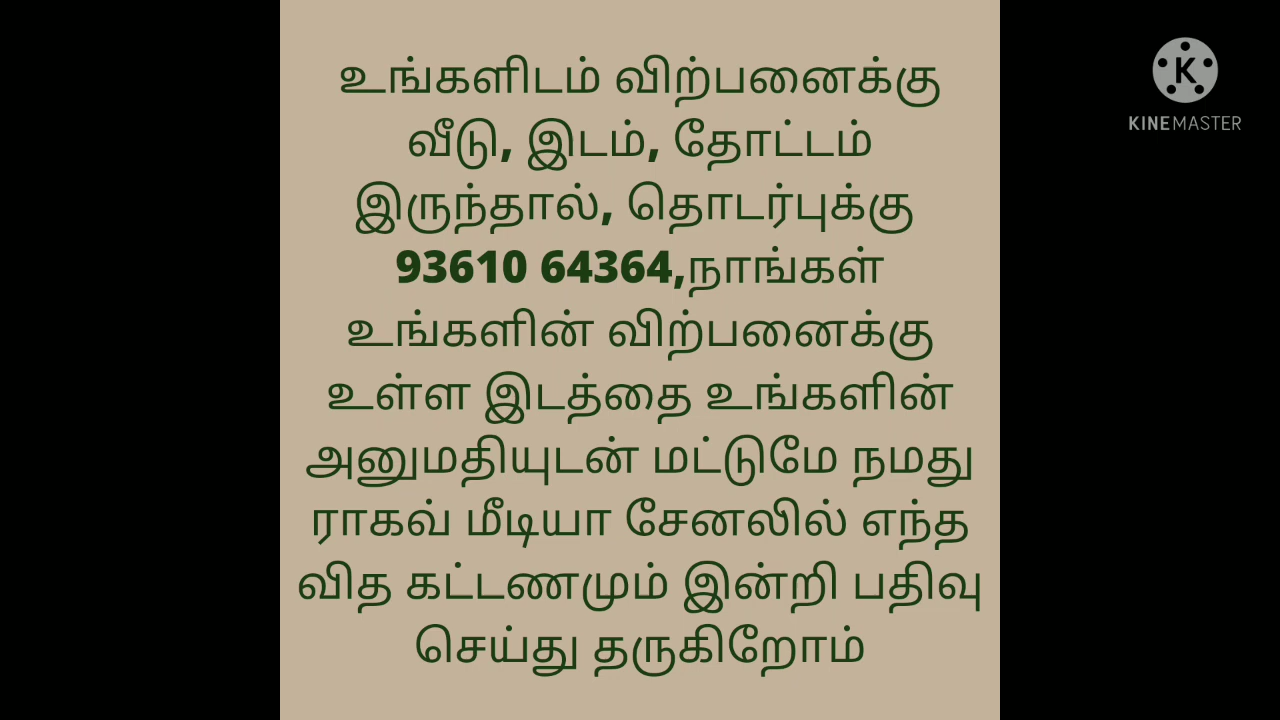 உங்களிடம் விற்பனைக்கு
வீடு, இடம், தோட்டம்
இருந்தால், தொடர்புக்கு
93610 64364,நாங்கள்
உங்களின் விற்பனைக்கு
உள்ள இடத்தை உங்களின்
அனுமதியுடன் மட்டுமே நமது
ராகவ் மீடியா சேனலில் எந்த
வித கட்டணமும் இன்றி பதிவு
செய்து தருகிறோம்
K
KINEMASTER